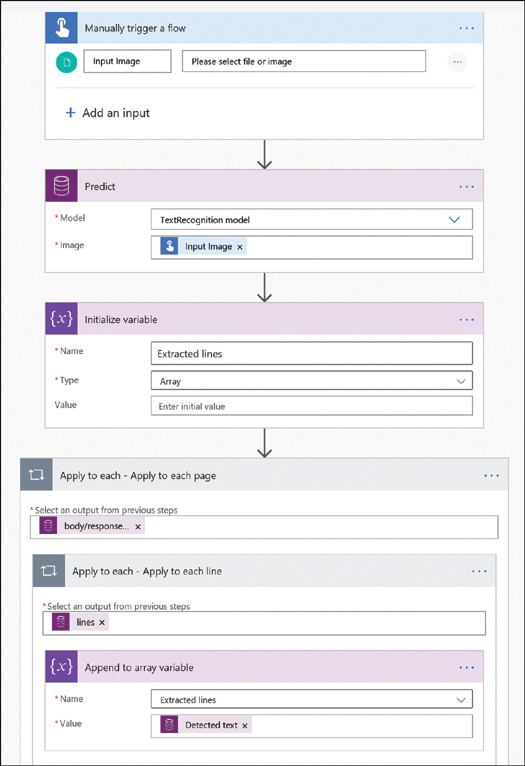 Manually trigger a flow
Input Image Please select file or image
+ Add an input
Predict
* Model TextRecognition model
* Image Input Image ×
{x} Initialize variable
* Name Extracted lines
* Type Array
Value Enter initial value
Apply to each - Apply to each page
* Select an output from previous steps
body/response... ×
Apply to each - Apply to each line
* Select an output from previous steps
lines ×
{x} Append to array variable
* Name Extracted lines
* Value Detected text ×